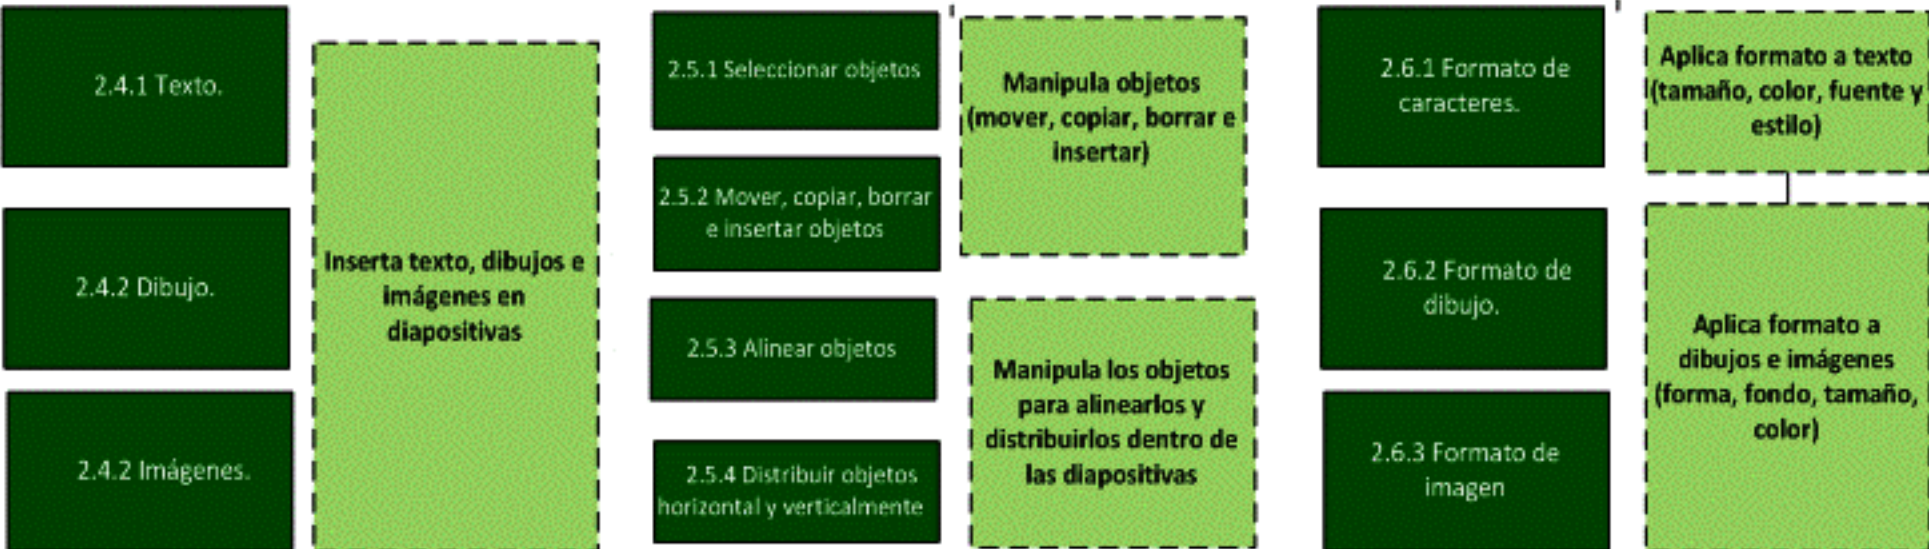 2.4.1 Texto.
2.4.2 Dibujo.
2.4.2 Imágenes.
Inserta texto, dibujos e
imágenes en
diapositivas
2.5.1 Seleccionar objetos
2.5.2 Mover, copiar, borrar
e insertar objetos
2.5.3 Alinear objetos
2.5.4 Distribuir objetos
horizontal y verticalmente
Manipula objetos
(mover, copiar, borrar e
insertar)
Manipula los objetos
para alinearlos y
distribuirlos dentro de
las diapositivas
2.6.1 Formato de
caracteres.
2.6.2 Formato de
dibujo.
2.6.3 Formato de
imagen
Aplica formato a texto
(tamaño, color, fuente y
estilo)
Aplica formato a
dibujos e imágenes
(forma, fondo, tamaño,
color)